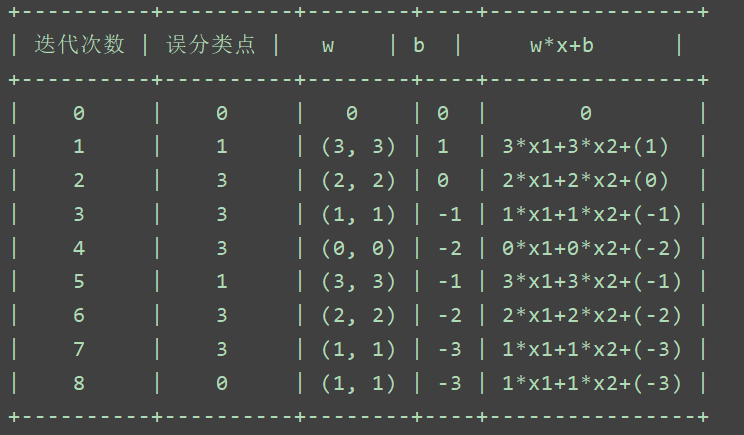 +----------+----------+--------+----+----------------+
| 迭代次数 | 误分类点 |   w    | b  |     w*x+b      |
+----------+----------+--------+----+----------------+
|    0     |    0     |   0    | 0  |       0        |
|    1     |    1     | (3, 3) | 1  | 3*x1+3*x2+(1)  |
|    2     |    3     | (2, 2) | 0  | 2*x1+2*x2+(0)  |
|    3     |    3     | (1, 1) | -1 | 1*x1+1*x2+(-1) |
|    4     |    3     | (0, 0) | -2 | 0*x1+0*x2+(-2) |
|    5     |    1     | (3, 3) | -1 | 3*x1+3*x2+(-1) |
|    6     |    3     | (2, 2) | -2 | 2*x1+2*x2+(-2) |
|    7     |    3     | (1, 1) | -3 | 1*x1+1*x2+(-3) |
|    8     |    0     | (1, 1) | -3 | 1*x1+1*x2+(-3) |
+----------+----------+--------+----+----------------+